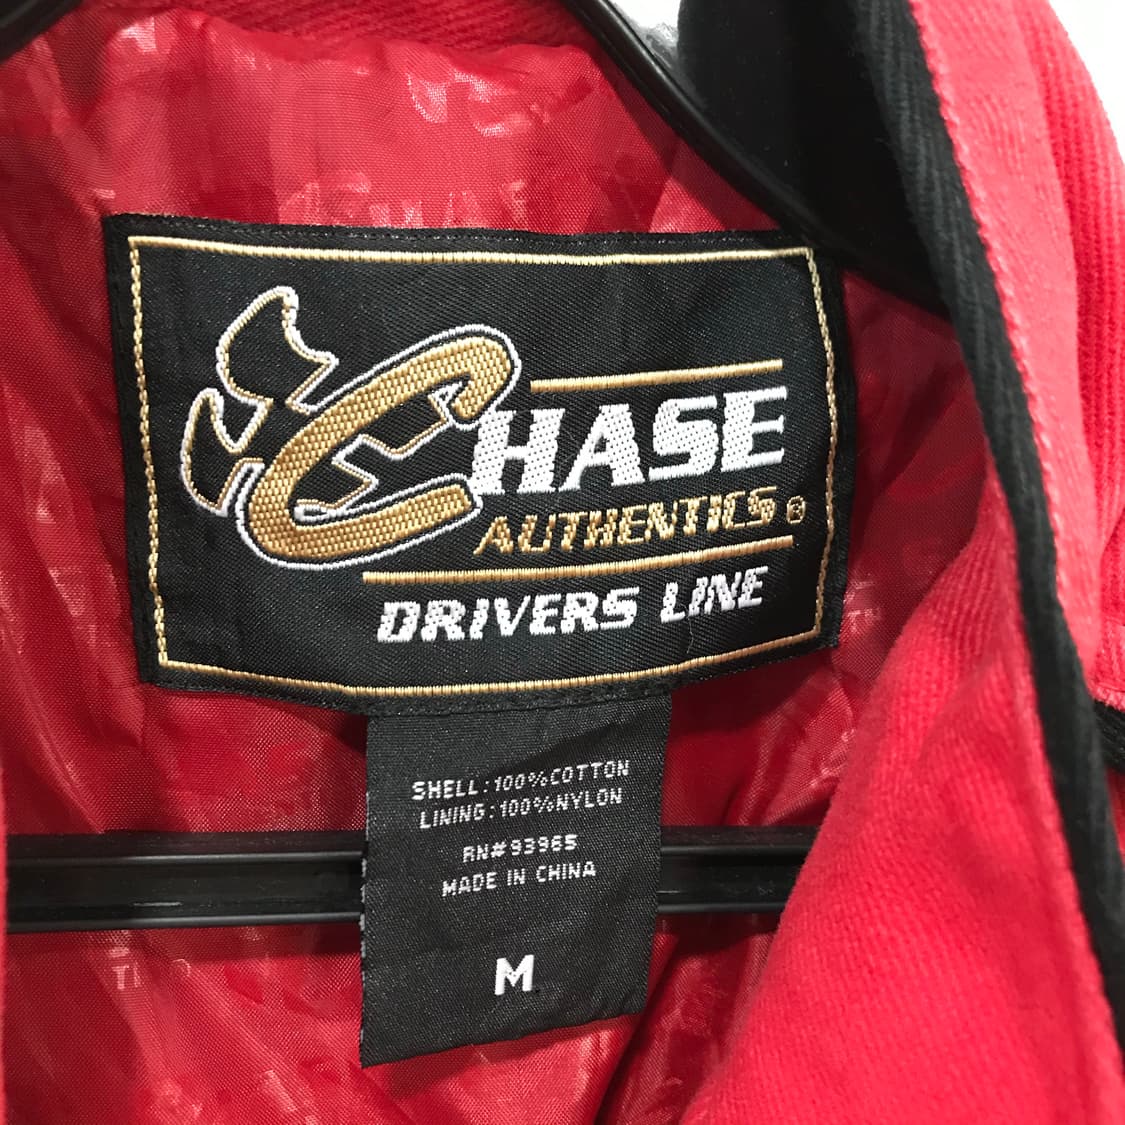 CHASE
AUTHENTICS®
DRIVERS LINE
SHELL:100%COTTON
LINING:100%NYLON
RN#93965
MADE IN CHINA
M